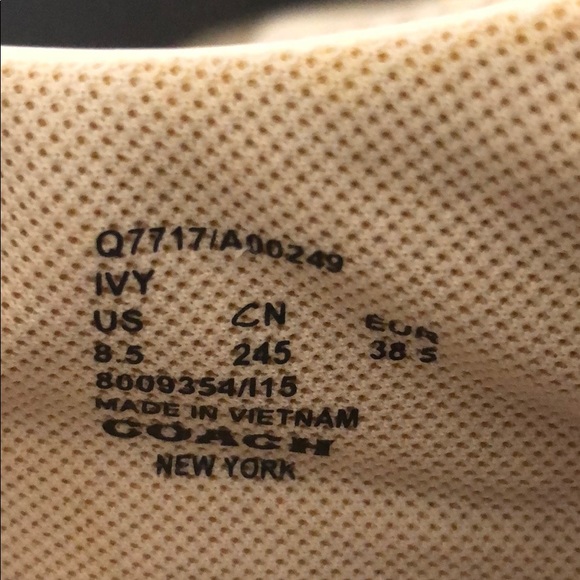 Q7717/A00249
IVY
US CN EUR
8.5 245 38.5
8009354/I15
MADE IN VIETNAM
COACH
NEW YORK